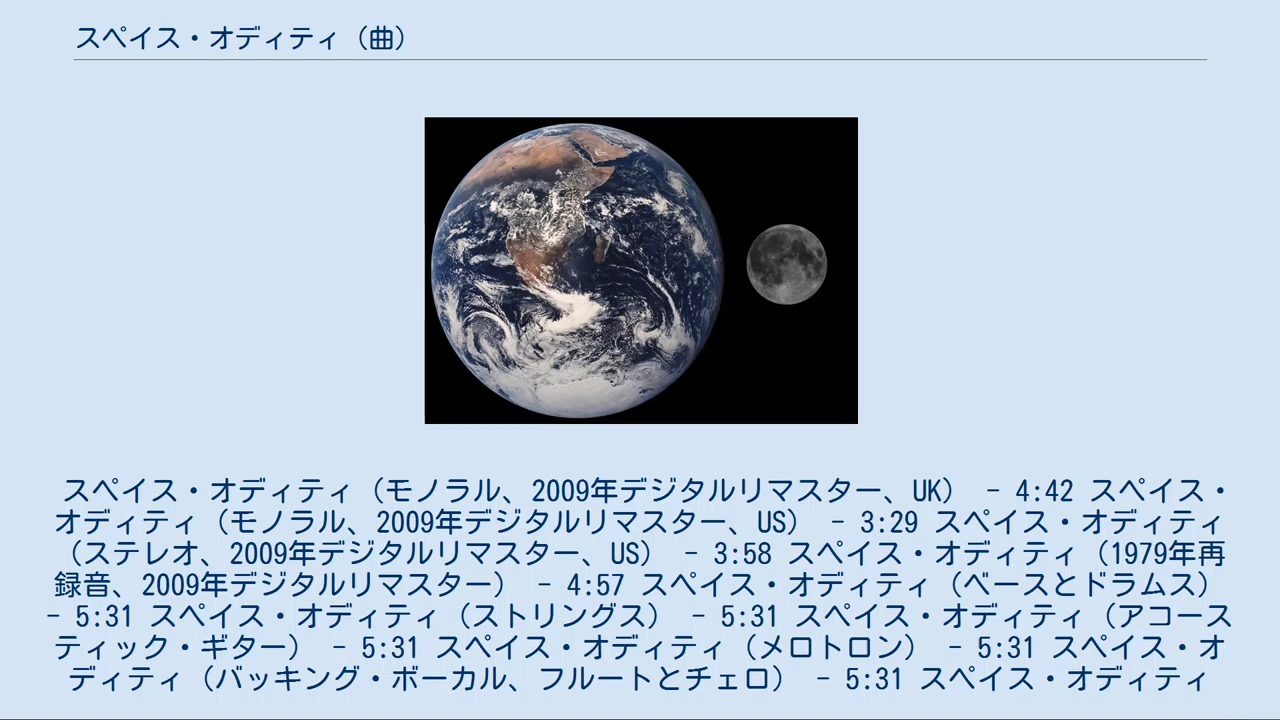 スペイス・オディティ（曲）
スペイス・オディティ（モノラル、2009年デジタルリマスター、UK） - 4:42 スペイス・
オディティ（モノラル、2009年デジタルリマスター、US） - 3:29 スペイス・オディティ
（ステレオ、2009年デジタルリマスター、US） - 3:58 スペイス・オディティ（1979年再
録音、2009年デジタルリマスター） - 4:57 スペイス・オディティ（ベースとドラムス）
- 5:31 スペイス・オディティ（ストリングス） - 5:31 スペイス・オディティ（アコース
ティック・ギター） - 5:31 スペイス・オディティ（メロトロン） - 5:31 スペイス・オ
ディティ（バッキング・ボーカル、フルートとチェロ） - 5:31 スペイス・オディティ